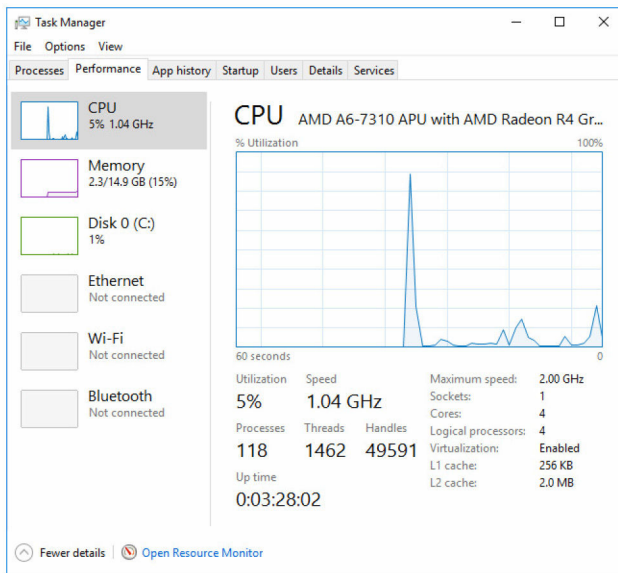 Task Manager
File Options View
Processes Performance App history Startup Users Details Services
CPU
5% 1.04 GHz
Memory
2.3/14.9 GB (15%)
Disk 0 (C:)
1%
Ethernet
Not connected
Wi-Fi
Not connected
Bluetooth
Not connected
CPU AMD A6-7310 APU with AMD Radeon R4 Gr...
% Utilization 100%
60 seconds 0
Utilization Speed
5% 1.04 GHz
Processes Threads Handles
118 1462 49591
Up time
0:03:28:02
Maximum speed: 2.00 GHz
Sockets: 1
Cores: 4
Logical processors: 4
Virtualization: Enabled
L1 cache: 256 KB
L2 cache: 2.0 MB
Fewer details Open Resource Monitor